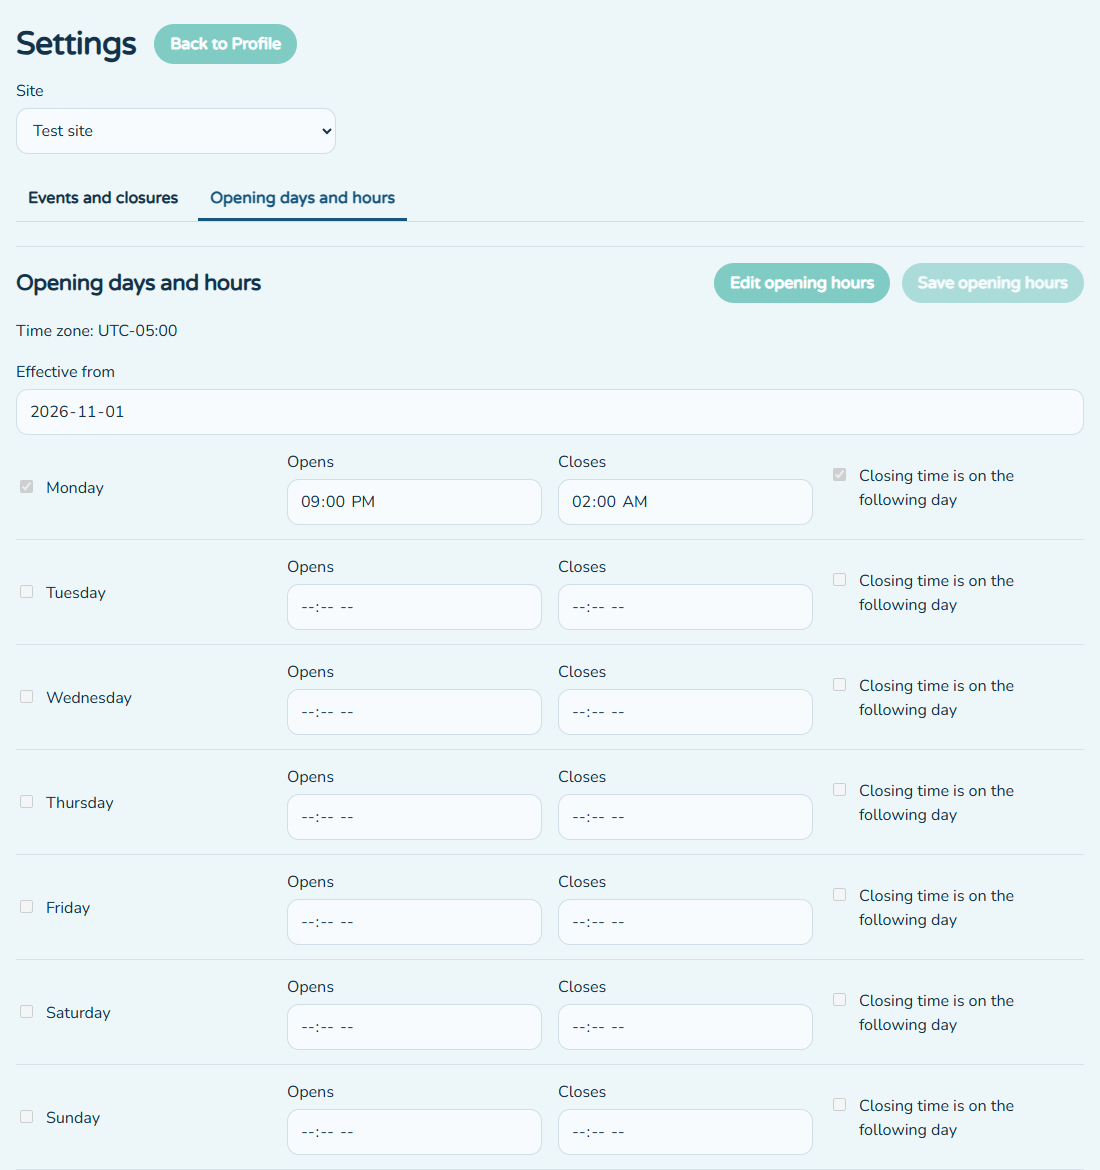 Settings
Back to Profile
Site
Test site
Events and closures
Opening days and hours
Opening days and hours
Edit opening hours
Save opening hours
Time zone: UTC-05:00
Effective from
2026-11-01
Monday
Opens
09:00 PM
Closes
02:00 AM
Closing time is on the
following day
Tuesday
Opens
--:-- --
Closes
--:-- --
Closing time is on the
following day
Wednesday
Opens
--:-- --
Closes
--:-- --
Closing time is on the
following day
Thursday
Opens
--:-- --
Closes
--:-- --
Closing time is on the
following day
Friday
Opens
--:-- --
Closes
--:-- --
Closing time is on the
following day
Saturday
Opens
--:-- --
Closes
--:-- --
Closing time is on the
following day
Sunday
Opens
--:-- --
Closes
--:-- --
Closing time is on the
following day